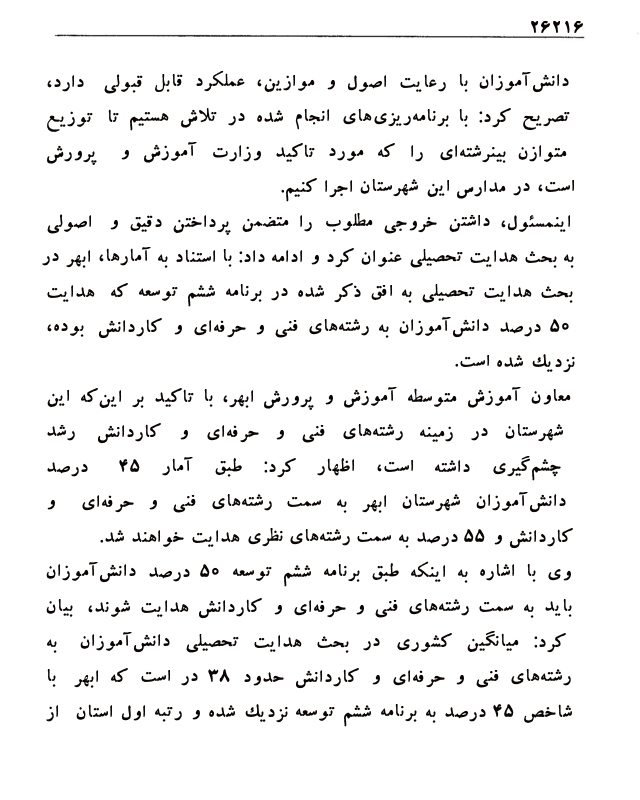 ۲۶۲۱۶
دانش‌آموزان با رعایت اصول و موازین، عملکرد قابل قبولی دارد،
تصریح کرد: با برنامه‌ریزی‌های انجام شده در تلاش هستیم تا توزیع
متوازن بینرشته‌ای را که مورد تاکید وزارت آموزش و پرورش
است، در مدارس این شهرستان اجرا کنیم.
اینمسئول، داشتن خروجی مطلوب را متضمن پرداختن دقیق و اصولی
به بحث هدایت تحصیلی عنوان کرد و ادامه داد: با استناد به آمارها، ابهر در
بحث هدایت تحصیلی به افق ذکر شده در برنامه ششم توسعه که هدایت
۵۰ درصد دانش‌آموزان به رشته‌های فنی و حرفه‌ای و کاردانش بوده،
نزدیك شده است.
معاون آموزش متوسطه آموزش و پرورش ابهر، با تاکید بر این‌که این
شهرستان در زمینه رشته‌های فنی و حرفه‌ای و کاردانش رشد
چشم‌گیری داشته است، اظهار کرد: طبق آمار ۴۵ درصد
دانش‌آموزان شهرستان ابهر به سمت رشته‌های فنی و حرفه‌ای و
کاردانش و ۵۵ درصد به سمت رشته‌های نظری هدایت خواهند شد.
وی با اشاره به اینکه طبق برنامه ششم توسعه ۵۰ درصد دانش‌آموزان
باید به سمت رشته‌های فنی و حرفه‌ای و کاردانش هدایت شوند، بیان
کرد: میانگین کشوری در بحث هدایت تحصیلی دانش‌آموزان به
رشته‌های فنی و حرفه‌ای و کاردانش حدود ۳۸ در است که ابهر با
شاخص ۴۵ درصد به برنامه ششم توسعه نزدیك شده و رتبه اول استان از